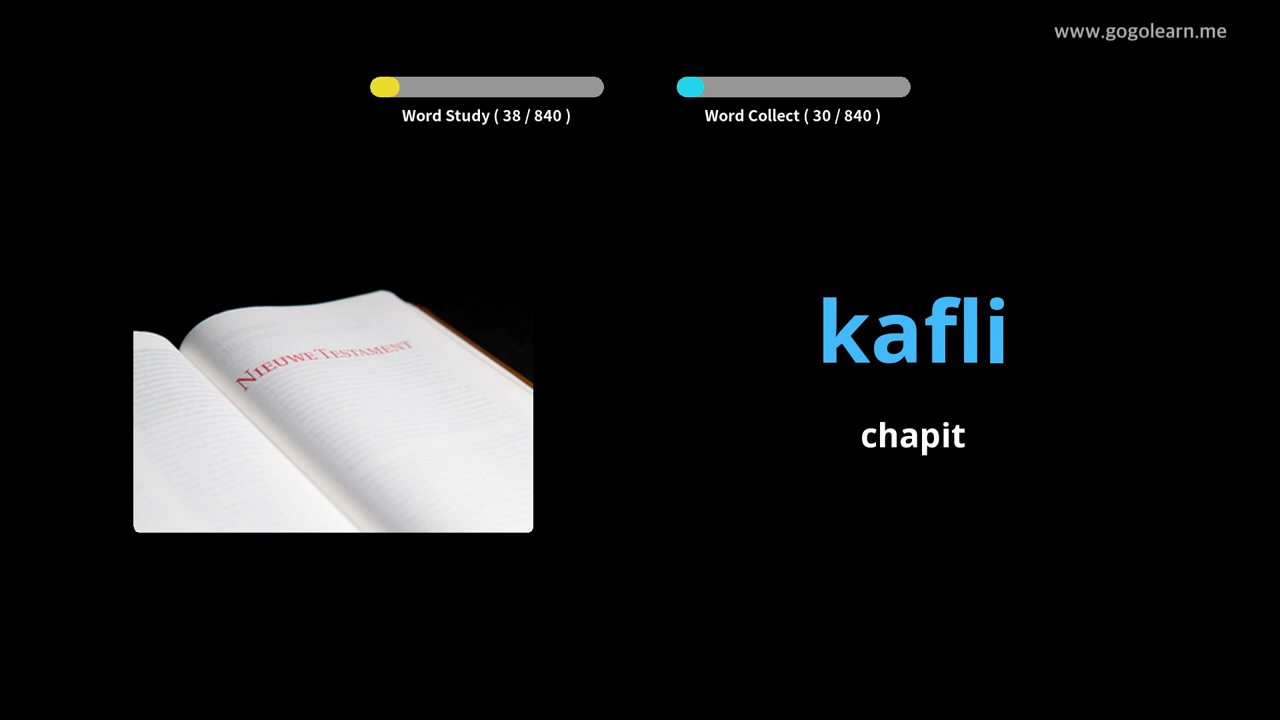 www.gogolearn.me
Word Study ( 38 / 840 )
Word Collect ( 30 / 840 )
NIEUWE TESTAMENT
kafli
chapit